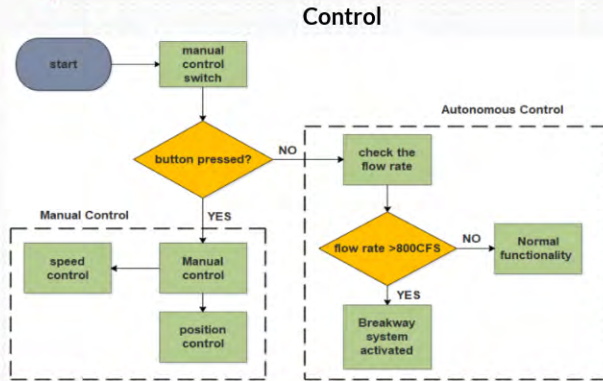 Control
start
manual
control
switch
Autonomous Control
button pressed?
NO
check the
flow rate
YES
Manual Control
speed
control
Manual
control
flow rate >800CFS
NO
Normal
functionality
YES
position
control
Breakway
system
activated